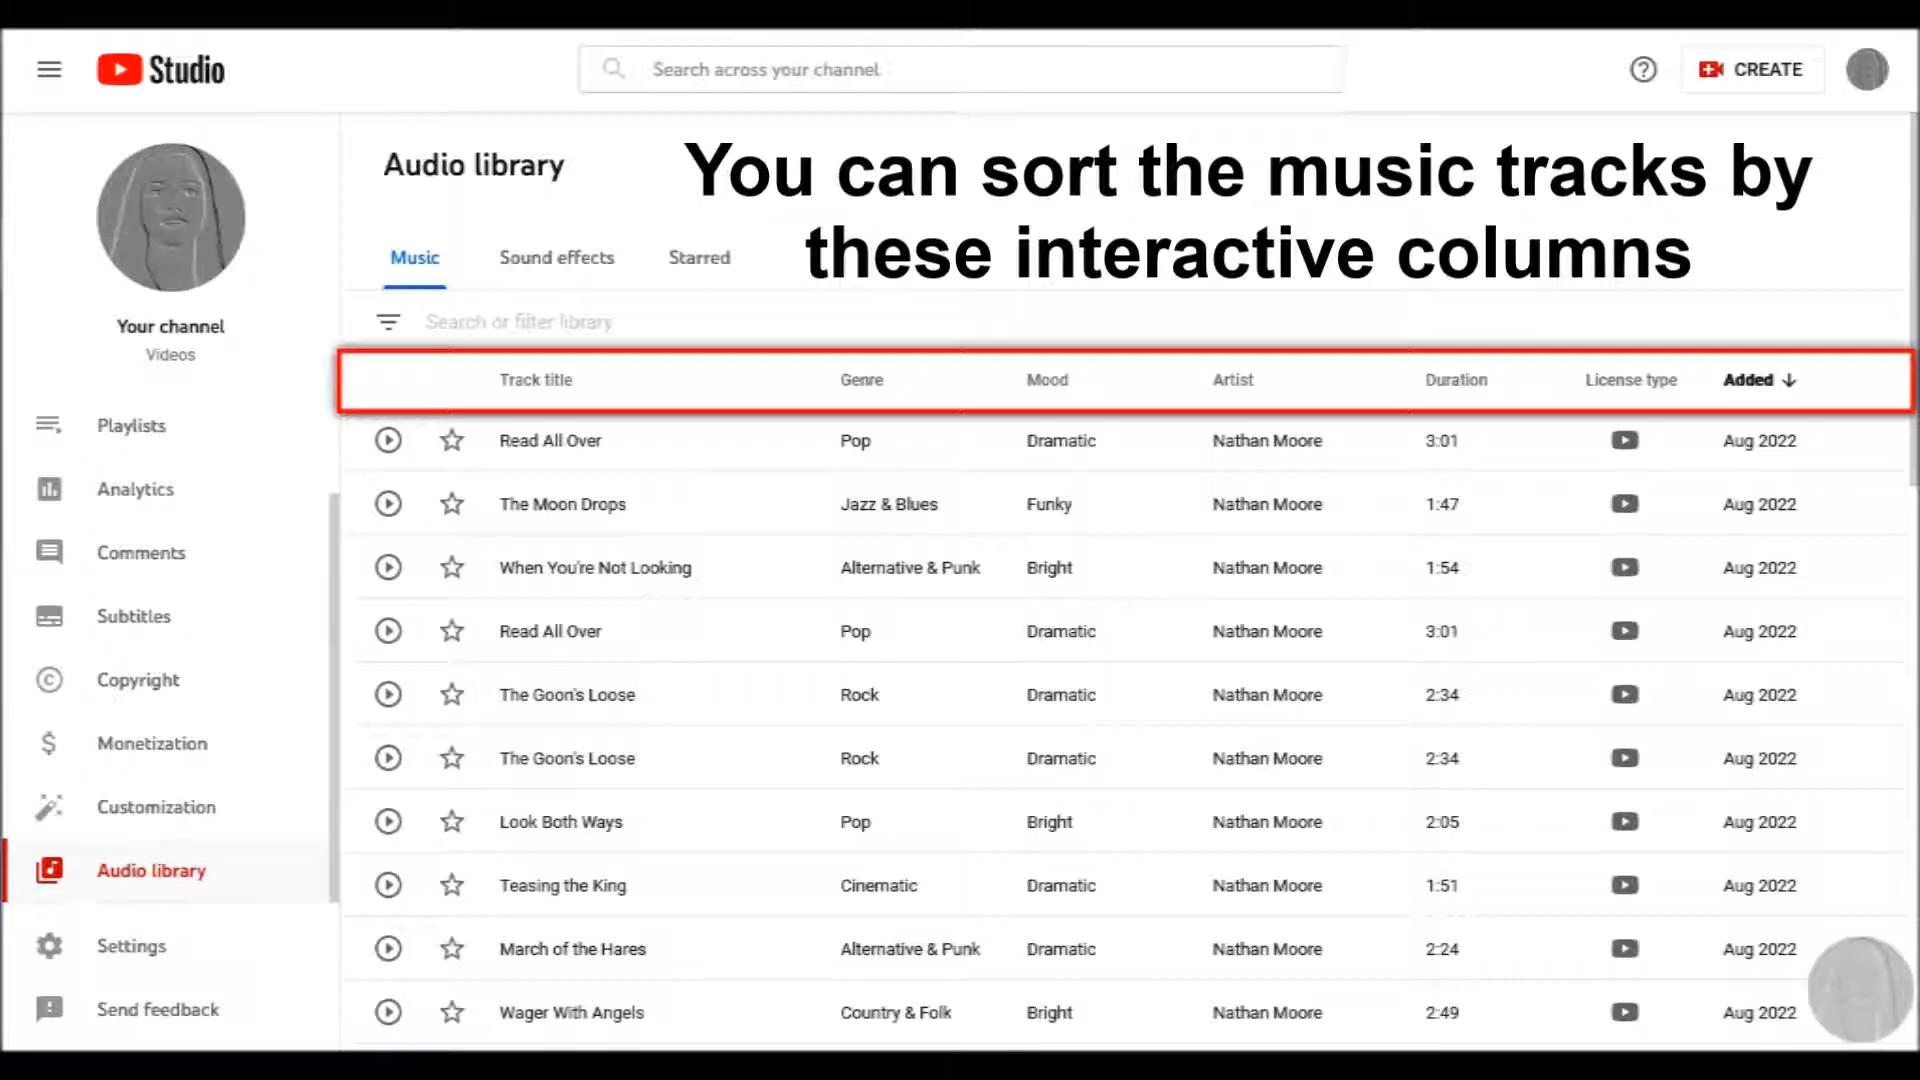 Studio
Search across your channel
CREATE
Audio library
You can sort the music tracks by
these interactive columns
Music Sound effects Starred
Your channel
Videos
Search or filter library
Track title Genre Mood Artist Duration License type Added
Playlists
Analytics
Comments
Subtitles
Copyright
Monetization
Customization
Audio library
Settings
Send feedback
Read All Over Pop Dramatic Nathan Moore 3:01 Aug 2022
The Moon Drops Jazz & Blues Funky Nathan Moore 1:47 Aug 2022
When You're Not Looking Alternative & Punk Bright Nathan Moore 1:54 Aug 2022
Read All Over Pop Dramatic Nathan Moore 3:01 Aug 2022
The Goon's Loose Rock Dramatic Nathan Moore 2:34 Aug 2022
The Goon's Loose Rock Dramatic Nathan Moore 2:34 Aug 2022
Look Both Ways Pop Bright Nathan Moore 2:05 Aug 2022
Teasing the King Cinematic Dramatic Nathan Moore 1:51 Aug 2022
March of the Hares Alternative & Punk Dramatic Nathan Moore 2:24 Aug 2022
Wager With Angels Country & Folk Bright Nathan Moore 2:49 Aug 2022